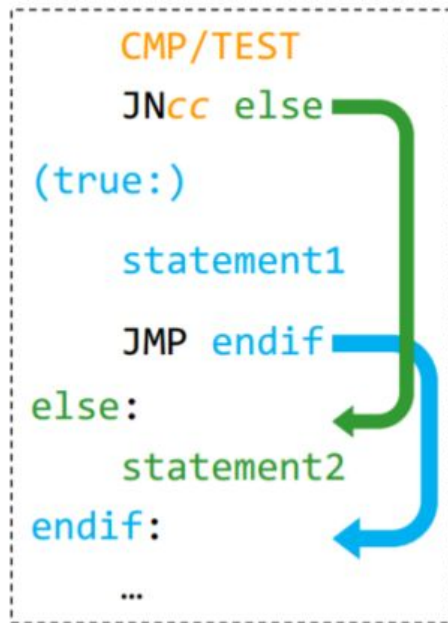 CMP/TEST
JNcc else
(true:)
statement1
JMP endif
else:
statement2
endif:
…